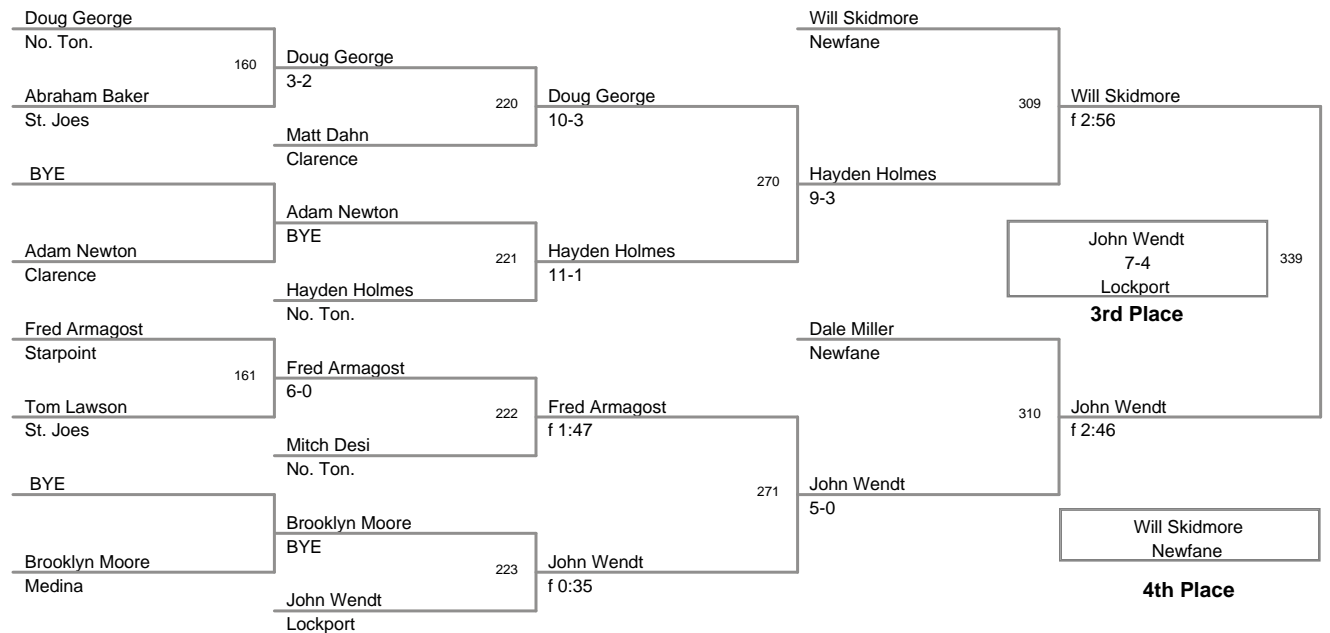 Doug George
No. Ton.
160
Abraham Baker
St. Joes
BYE
Adam Newton
Clarence
Fred Armagost
Starpoint
161
Tom Lawson
St. Joes
BYE
Brooklyn Moore
Medina
Doug George
3-2
220
Matt Dahn
Clarence
Adam Newton
BYE
221
Hayden Holmes
No. Ton.
Fred Armagost
6-0
222
Mitch Desi
No. Ton.
Brooklyn Moore
BYE
223
John Wendt
Lockport
Doug George
10-3
270
Hayden Holmes
11-1
Fred Armagost
f 1:47
271
John Wendt
f 0:35
Will Skidmore
Newfane
309
Hayden Holmes
9-3
Dale Miller
Newfane
310
John Wendt
5-0
Will Skidmore
f 2:56
339
John Wendt
f 2:46
John Wendt
7-4
Lockport
3rd Place
Will Skidmore
Newfane
4th Place